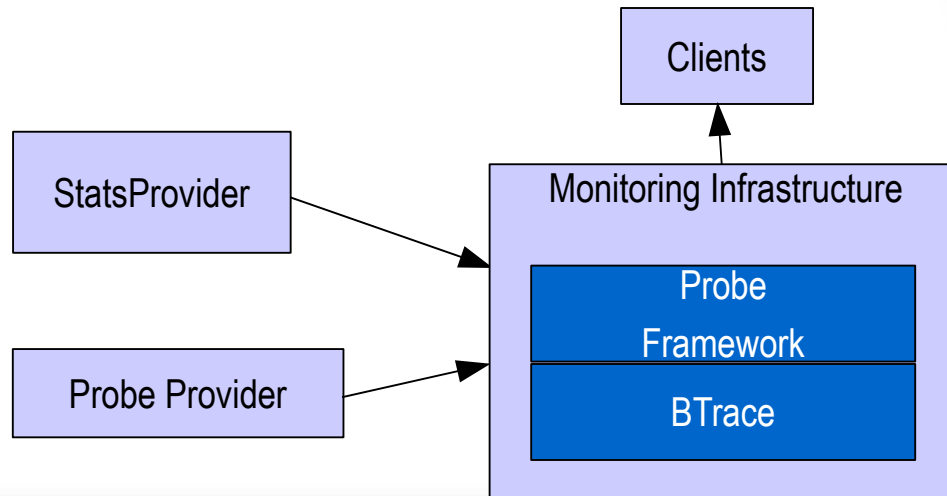 Clients
StatsProvider
Monitoring Infrastructure
Probe
Framework
Probe Provider
BTrace